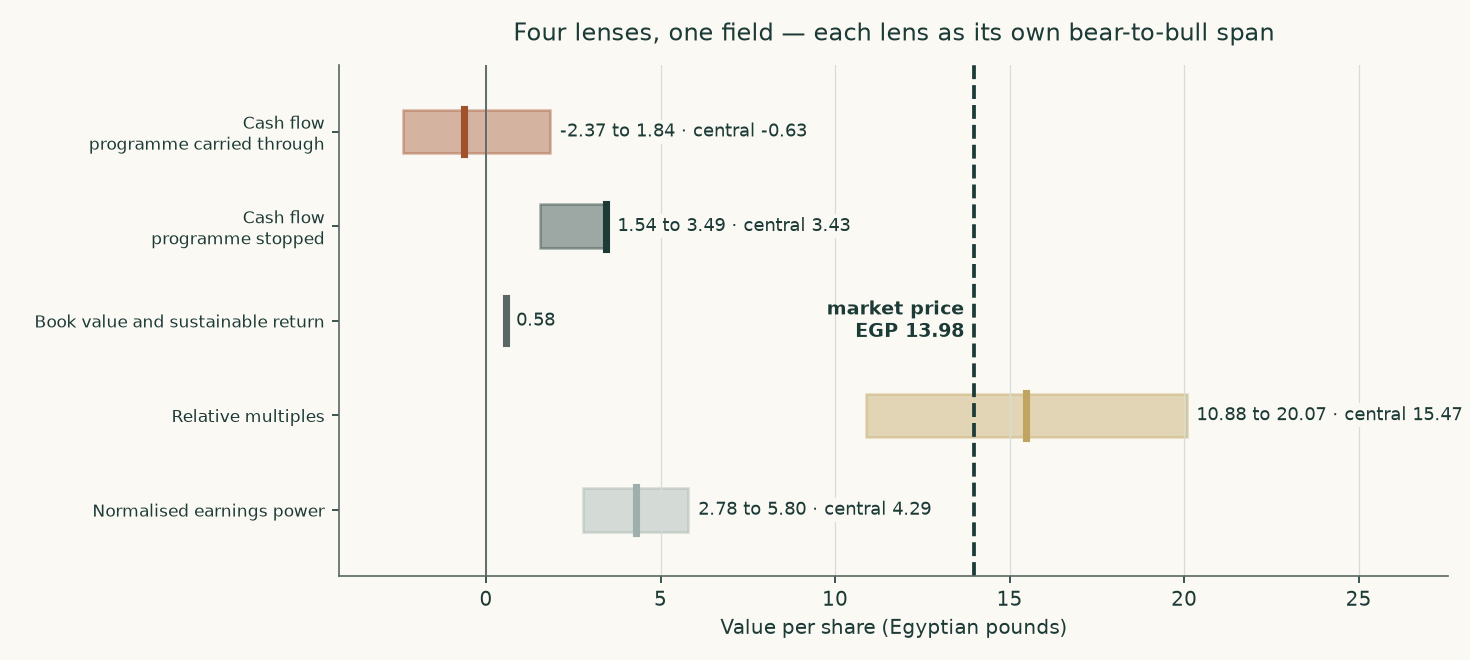 Four lenses, one field — each lens as its own bear-to-bull span
Cash flow
programme carried through
-2.37 to 1.84 · central -0.63
Cash flow
programme stopped
1.54 to 3.49 · central 3.43
Book value and sustainable return
0.58
market price
EGP 13.98
Relative multiples
10.88 to 20.07 · central 15.47
Normalised earnings power
2.78 to 5.80 · central 4.29
0
5
10
15
20
25
Value per share (Egyptian pounds)